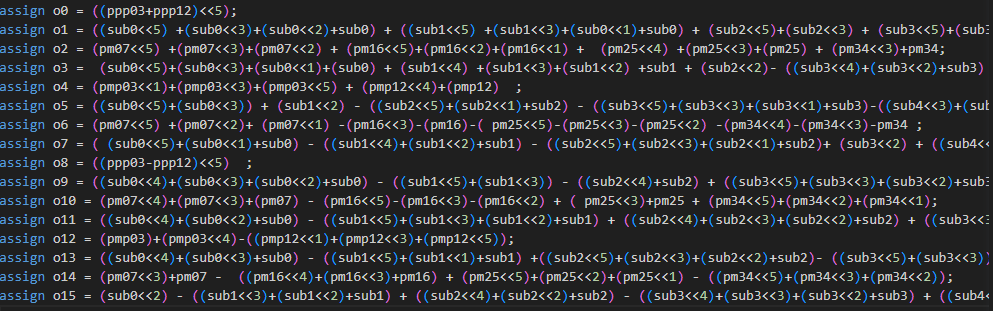 assign o0 = ((ppp03+ppp12)<<5);
assign o1 = ((sub0<<5) +(sub0<<3)+(sub0<<2)+sub0) + ((sub1<<5) +(sub1<<3)+(sub0<<1)+sub0) + (sub2<<5)+(sub2<<3) + (sub3<<5)+(sub3
assign o2 = (pm07<<5) +(pm07<<3)+(pm07<<2) + (pm16<<5)+(pm16<<2)+(pm16<<1) + (pm25<<4) +(pm25<<3)+(pm25) + (pm34<<3)+pm34;
assign o3 = (sub0<<5)+(sub0<<3)+(sub0<<1)+(sub0) + (sub1<<4) +(sub1<<3)+(sub1<<2) +sub1 + (sub2<<2)- ((sub3<<4)+(sub3<<2)+sub3)
assign o4 = (pmp03<<1)+(pmp03<<3)+(pmp03<<5) + (pmp12<<4)+(pmp12) ;
assign o5 = ((sub0<<5)+(sub0<<3)) + (sub1<<2) - ((sub2<<5)+(sub2<<1)+sub2) - ((sub3<<5)+(sub3<<3)+(sub3<<1)+sub3)-((sub4<<3)+(sub
assign o6 = (pm07<<5) +(pm07<<2)+ (pm07<<1) -(pm16<<3)-(pm16)-( pm25<<5)-(pm25<<3)-(pm25<<2) -(pm34<<4)-(pm34<<3)-pm34 ;
assign o7 = ( (sub0<<5)+(sub0<<1)+sub0) - ((sub1<<4)+(sub1<<2)+sub1) - ((sub2<<5)+(sub2<<3)+(sub2<<1)+sub2)+ (sub3<<2) + ((sub4<
assign o8 = ((ppp03-ppp12)<<5) ;
assign o9 = ((sub0<<4)+(sub0<<3)+(sub0<<2)+sub0) - ((sub1<<5)+(sub1<<3)) - ((sub2<<4)+sub2) + ((sub3<<5)+(sub3<<3)+(sub3<<2)+sub3
assign o10 = (pm07<<4)+(pm07<<3)+(pm07) - (pm16<<5)-(pm16<<3)-(pm16<<2) + ( pm25<<3)+pm25 + (pm34<<5)+(pm34<<2)+(pm34<<1);
assign o11 = ((sub0<<4)+(sub0<<2)+sub0) - ((sub1<<5)+(sub1<<3)+(sub1<<2)+sub1) + ((sub2<<4)+(sub2<<3)+(sub2<<2)+sub2) + ((sub3<<
assign o12 = (pmp03)+(pmp03<<4)-((pmp12<<1)+(pmp12<<3)+(pmp12<<5));
assign o13 = ((sub0<<4)+(sub0<<3)+sub0) - ((sub1<<5)+(sub1<<1)+sub1) +((sub2<<5)+(sub2<<3)+(sub2<<2)+sub2)- ((sub3<<5)+(sub3<<3)
assign o14 = (pm07<<3)+pm07 - ((pm16<<4)+(pm16<<3)+pm16) + (pm25<<5)+(pm25<<2)+(pm25<<1) - ((pm34<<5)+(pm34<<3)+(pm34<<2));
assign o15 = (sub0<<2) - ((sub1<<3)+(sub1<<2)+sub1) + ((sub2<<4)+(sub2<<2)+sub2) - ((sub3<<4)+(sub3<<3)+(sub3<<2)+sub3) + ((sub4<